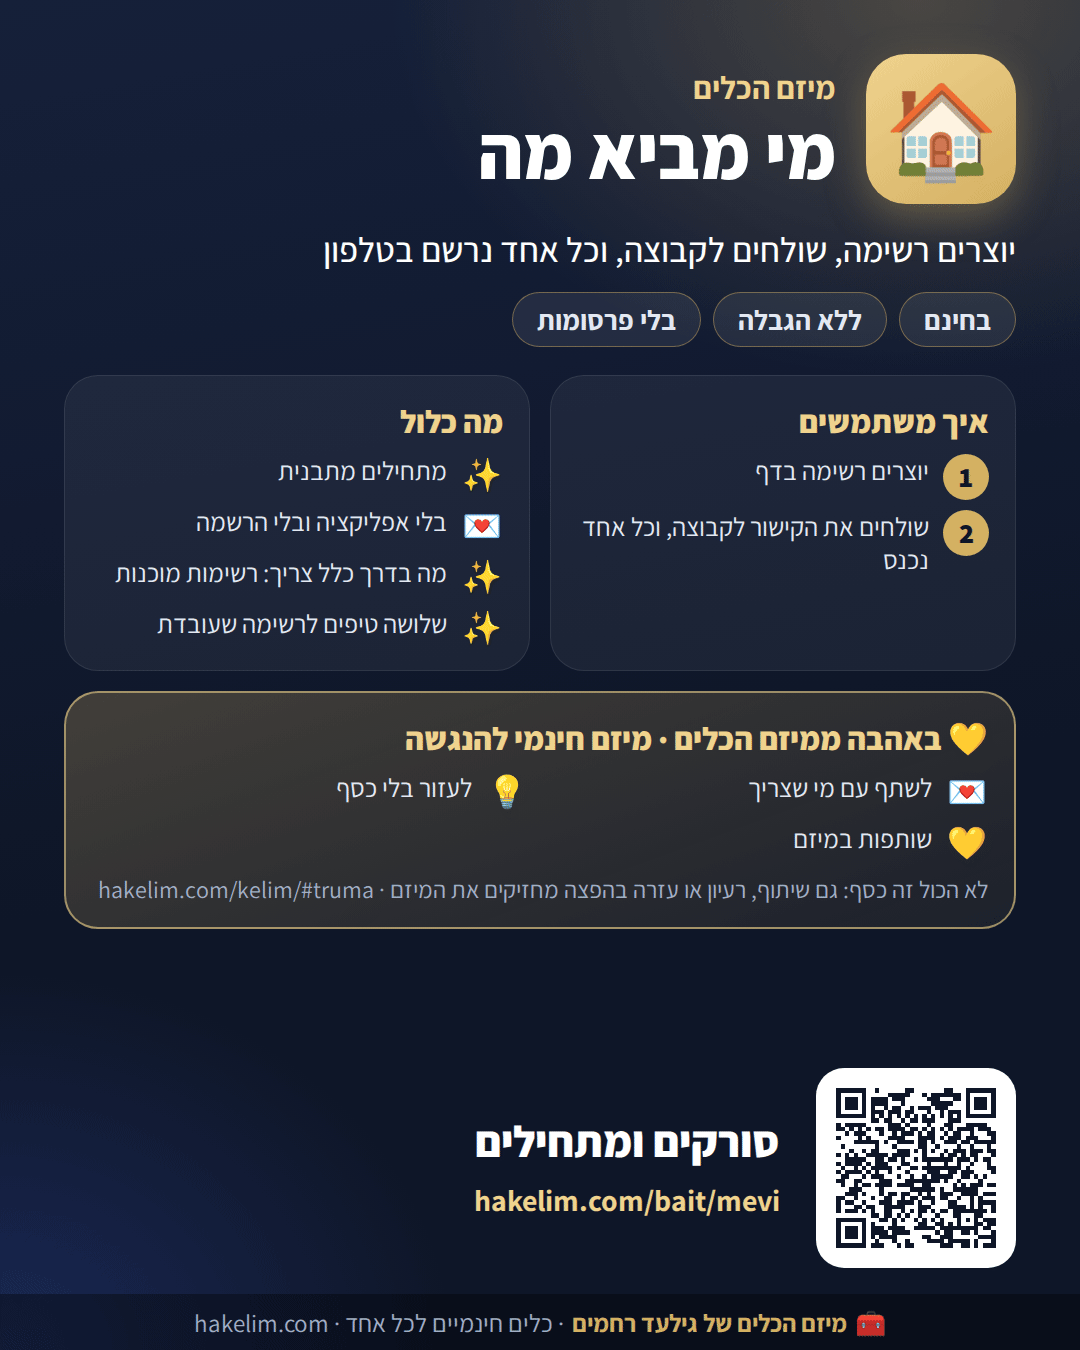 מיזם הכלים
מי מביא מה
יוצרים רשימה, שולחים לקבוצה, וכל אחד נרשם בטלפון
בחינם
ללא הגבלה
בלי פרסומות
איך משתמשים
1 יוצרים רשימה בדף
2 שולחים את הקישור לקבוצה, וכל אחד
נכנס
מה כלול
מתחילים מתבנית
בלי אפליקציה ובלי הרשמה
מה בדרך כלל צריך: רשימות מוכנות
שלושה טיפים לרשימה שעובדת
באהבה ממיזם הכלים · מיזם חינמי להנגשה
לשתף עם מי שצריך
לעזור בלי כסף
שותפות במיזם
לא הכול זה כסף: גם שיתוף, רעיון או עזרה בהפצה מחזיקים את המיזם · hakelim.com/kelim/#truma
סורקים ומתחילים
hakelim.com/bait/mevi
מיזם הכלים של גילעד רחמים · כלים חינמיים לכל אחד · hakelim.com